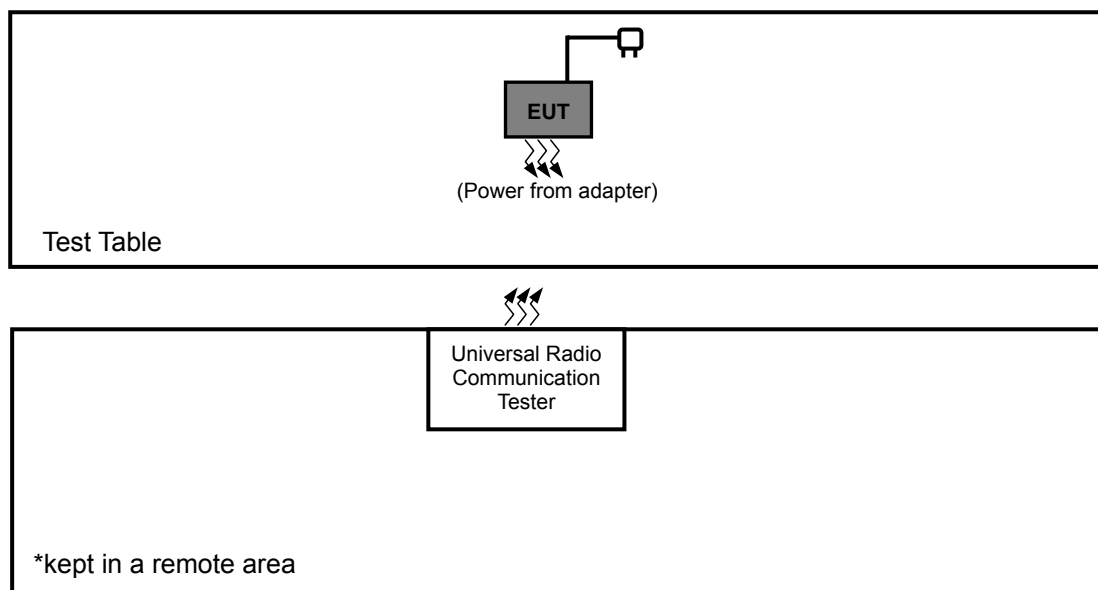 EUT
(Power from adapter)
Test Table
Universal Radio
Communication
Tester
*kept in a remote area